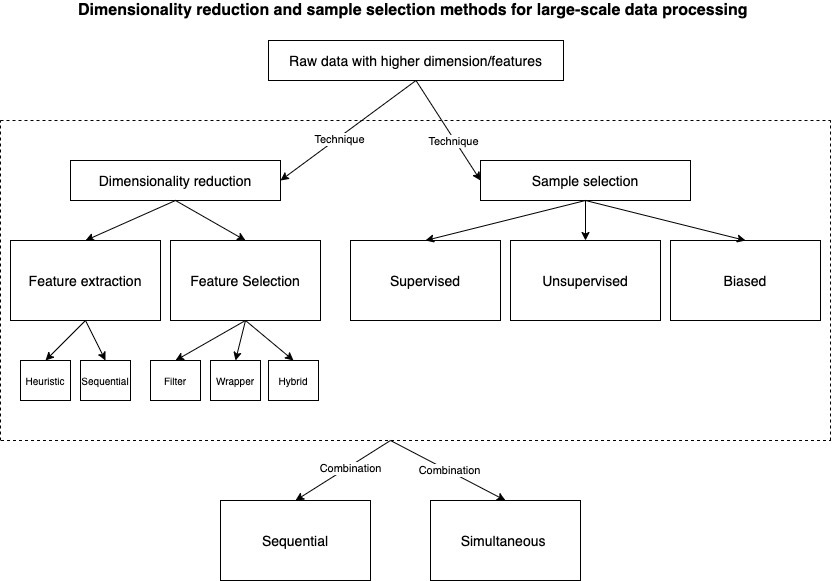 Dimensionality reduction and sample selection methods for large-scale data processing
Raw data with higher dimension/features
Technique
Technique
Dimensionality reduction
Sample selection
Feature extraction
Feature Selection
Supervised
Unsupervised
Biased
Heuristic
Sequential
Filter
Wrapper
Hybrid
Combination
Combination
Sequential
Simultaneous